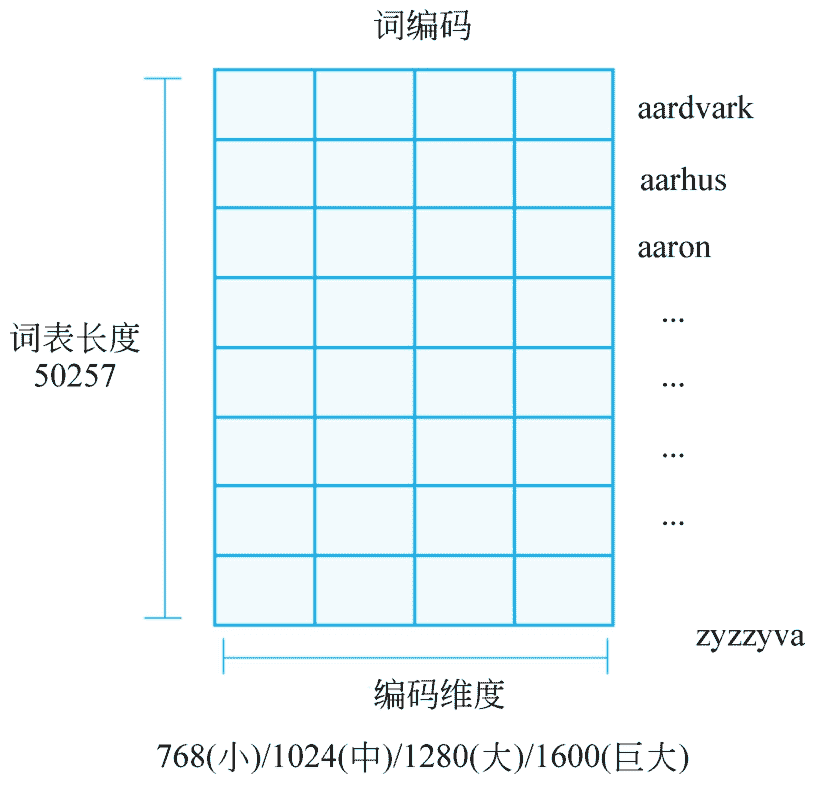 词编码
aardvark
aarhus
aaron
...
词表长度
50257
...
...
...
zyzzyva
编码维度
768(小)/1024(中)/1280(大)/1600(巨大)